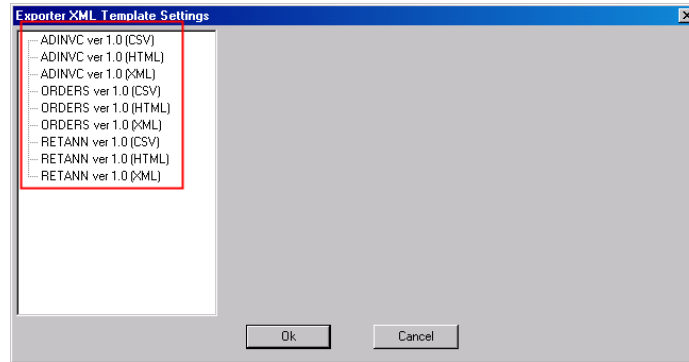 Exporter XML Template Settings
ADINVC ver 1.0 (CSV)
ADINVC ver 1.0 (HTML)
ADINVC ver 1.0 (XML)
ORDERS ver 1.0 (CSV)
ORDERS ver 1.0 (HTML)
ORDERS ver 1.0 (XML)
RETANN ver 1.0 (CSV)
RETANN ver 1.0 (HTML)
RETANN ver 1.0 (XML)
Ok Cancel